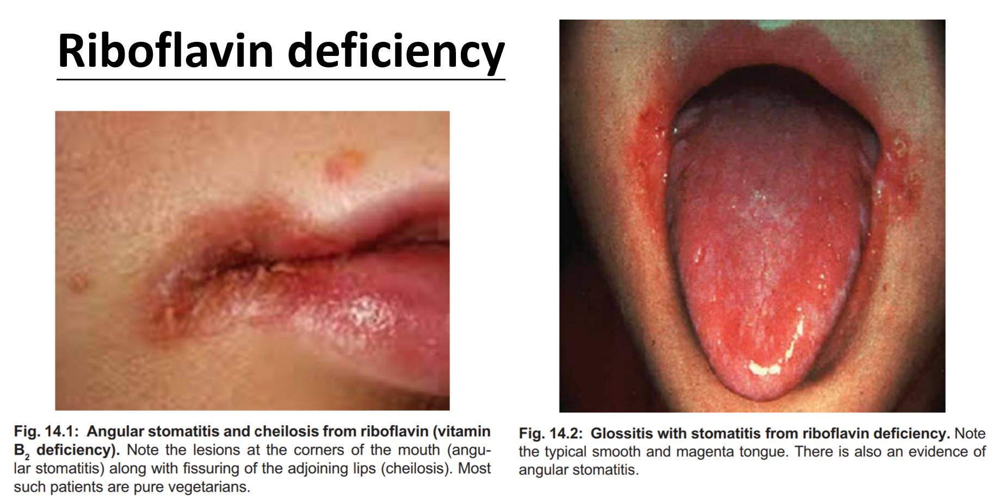 Riboflavin deficiency
Fig. 14.1: Angular stomatitis and cheilosis from riboflavin (vitamin
B2 deficiency). Note the lesions at the corners of the mouth (angu-
lar stomatitis) along with fissuring of the adjoining lips (cheilosis). Most
such patients are pure vegetarians.
Fig. 14.2: Glossitis with stomatitis from riboflavin deficiency. Note
the typical smooth and magenta tongue. There is also an evidence of
angular stomatitis.